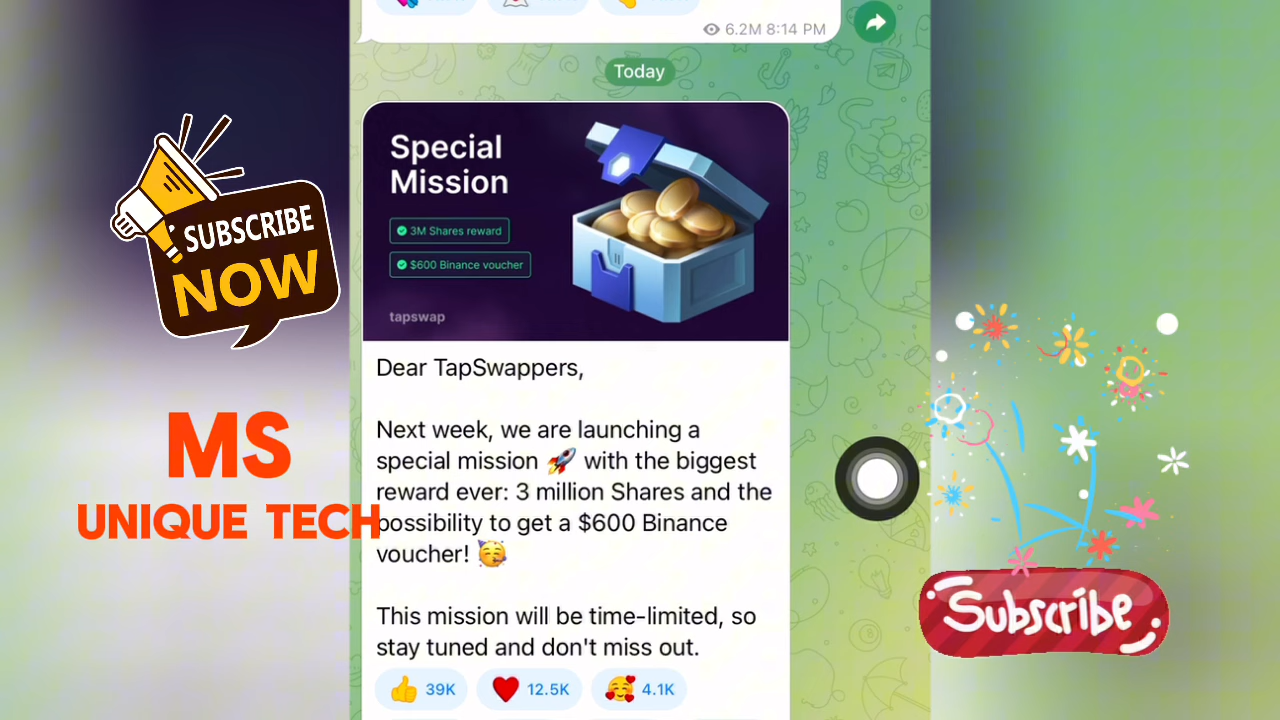 6.2M 8:14 PM
Today
Special
Mission
3M Shares reward
$600 Binance voucher
tapswap
SUBSCRIBE
NOW
MS
UNIQUE TECH
Dear TapSwappers,
Next week, we are launching a
special mission 🚀 with the biggest
reward ever: 3 million Shares and the
possibility to get a $600 Binance
voucher! 🥳
This mission will be time-limited, so
stay tuned and don't miss out.
👍 39K ❤️ 12.5K 🥰 4.1K
Subscribe